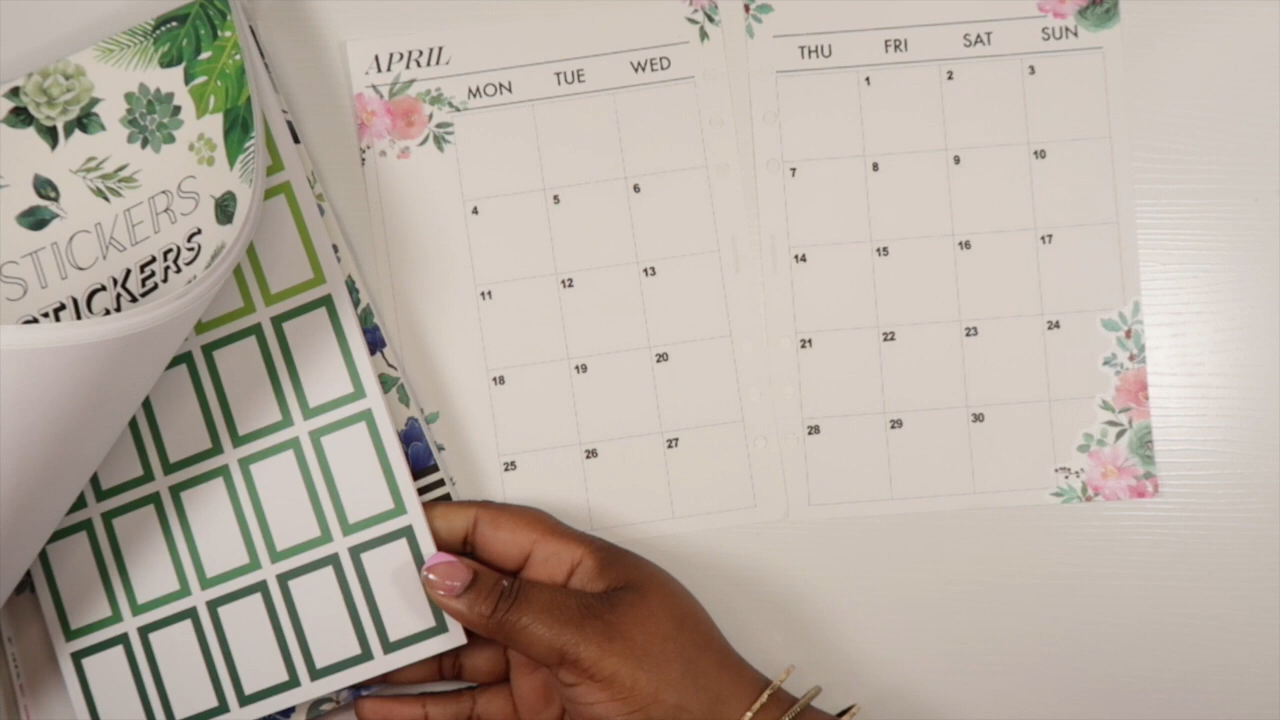 STICKERS
STICKERS
APRIL
MON TUE WED THU FRI SAT SUN
1 2 3
4 5 6 7 8 9 10
11 12 13 14 15 16 17
18 19 20 21 22 23 24
25 26 27 28 29 30